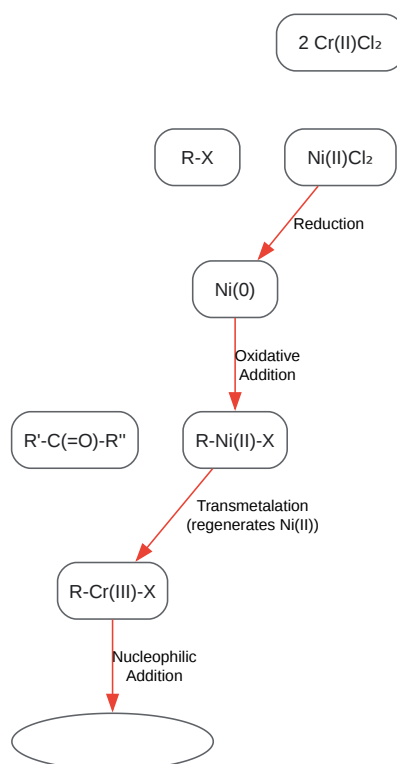 2 Cr(II)Cl₂
R-X
Ni(II)Cl₂
Reduction
Ni(0)
Oxidative
Addition
R'-C(=O)-R"
R-Ni(II)-X
Transmetalation
(regenerates Ni(II))
R-Cr(III)-X
Nucleophilic
Addition